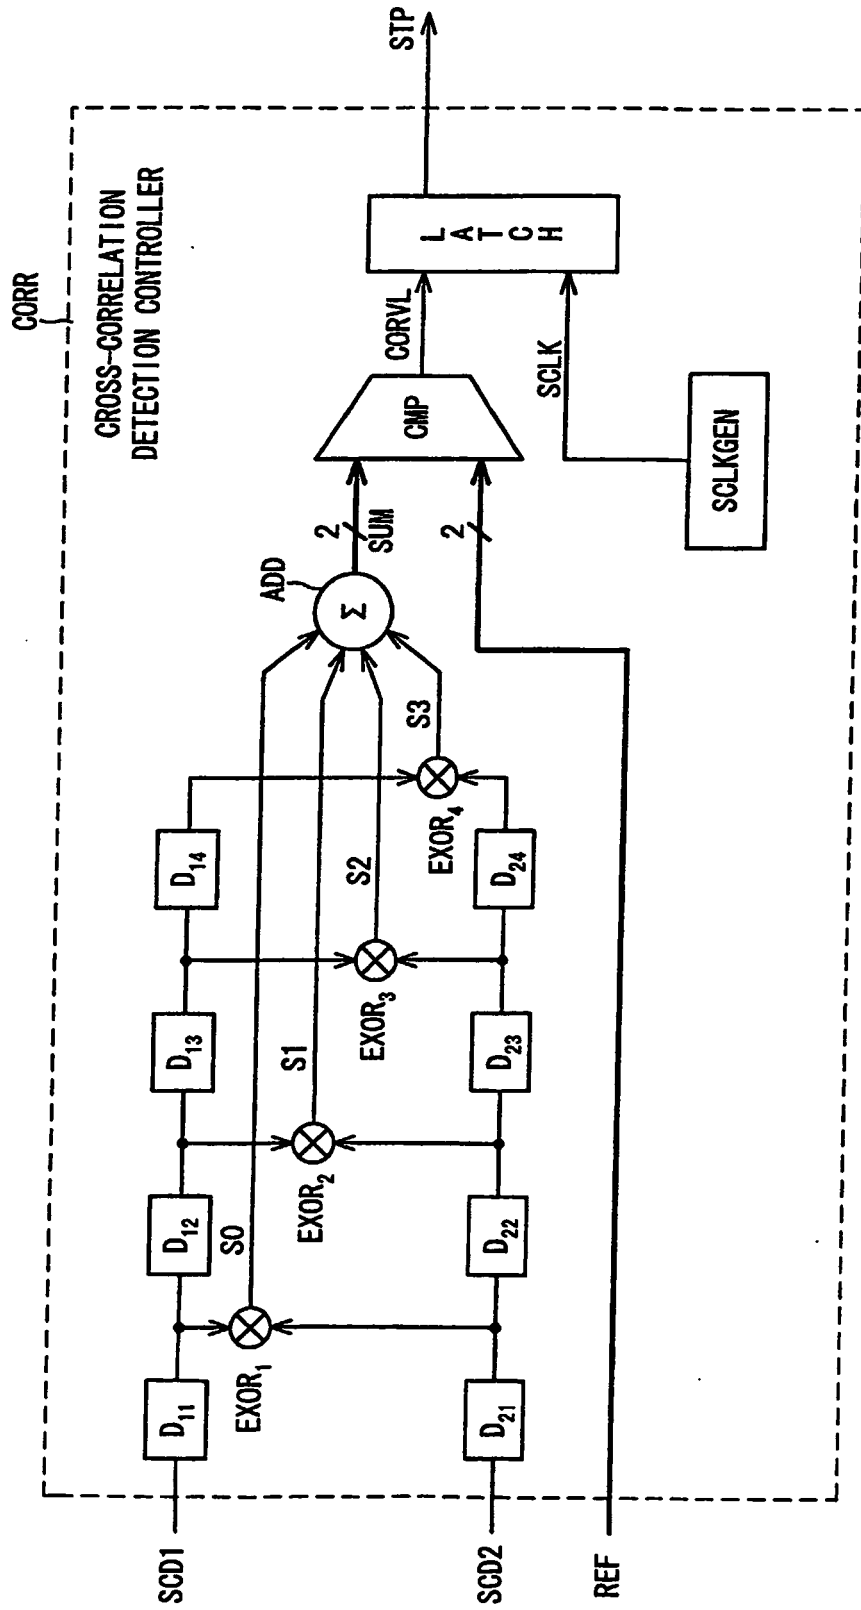 CORR
CROSS-CORRELATION
DETECTION CONTROLLER
SCD1
D11
D12
D13
D14
EXOR1
S0
EXOR2
S1
EXOR3
S2
EXOR4
S3
SCD2
D21
D22
D23
D24
ADD
Σ
2
SUM
REF
2
CMP
CORVL
SCLKGEN
SCLK
LATCH
STP